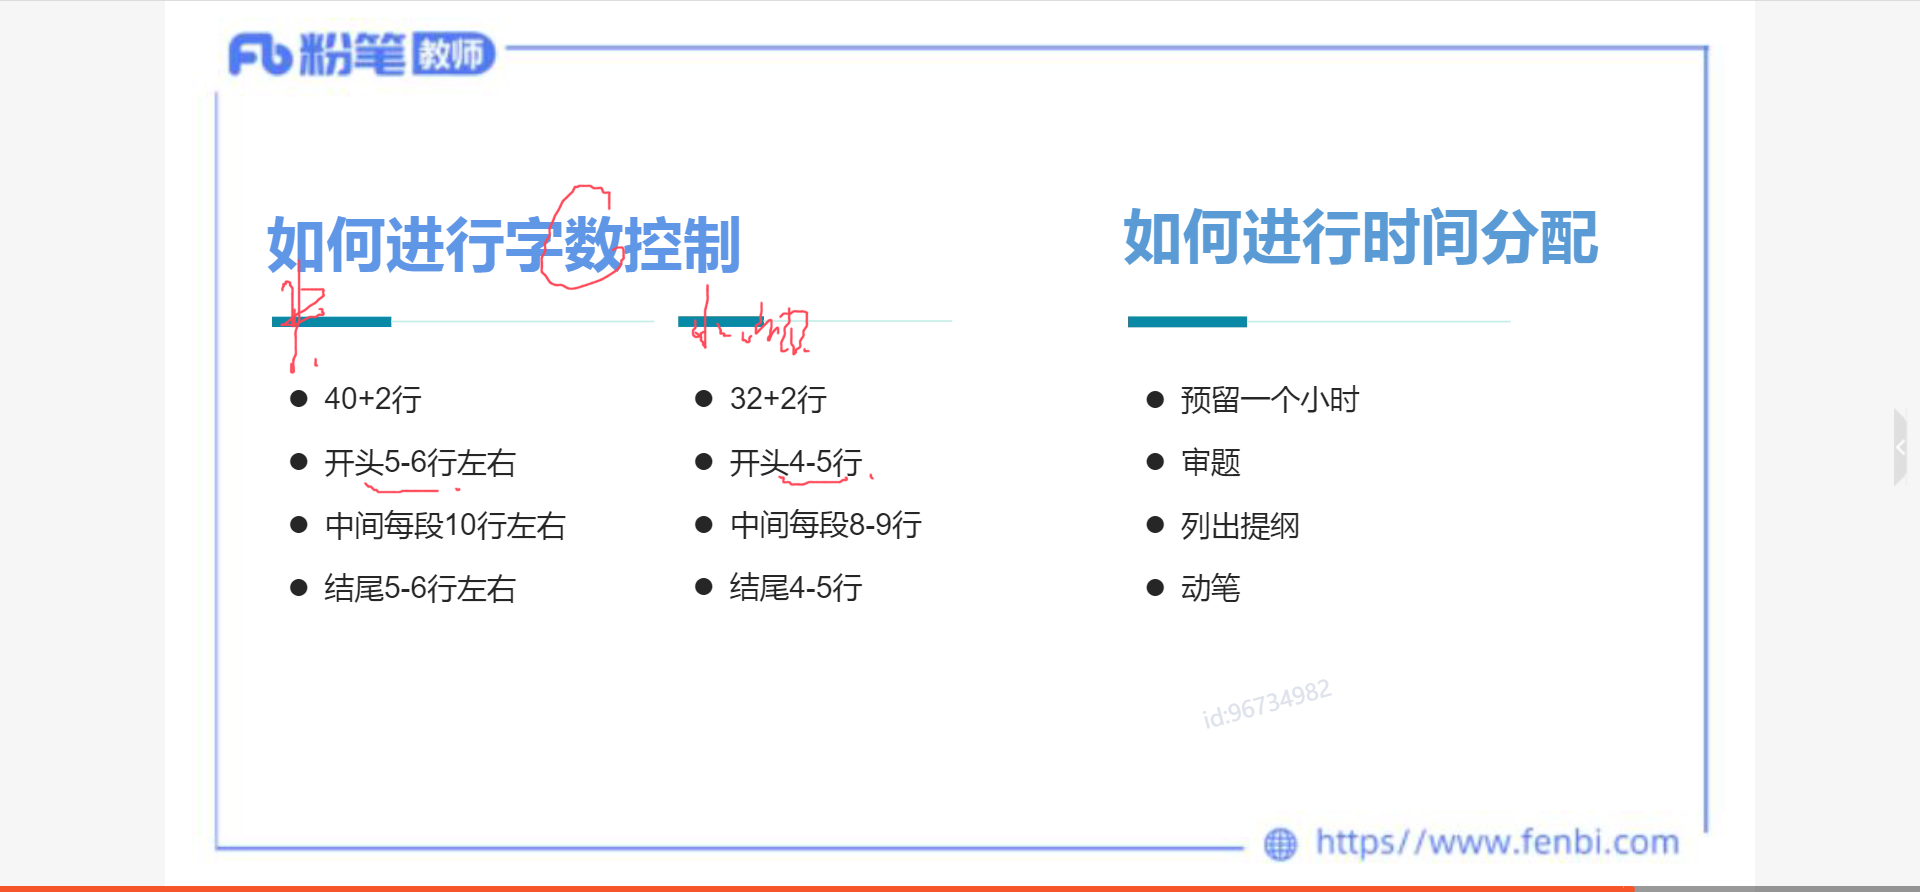 粉笔教师
如何进行字数控制
40+2行
开头5-6行左右
中间每段10行左右
结尾5-6行左右
32+2行
开头4-5行
中间每段8-9行
结尾4-5行
如何进行时间分配
预留一个小时
审题
列出提纲
动笔
id:96734982
https//www.fenbi.com